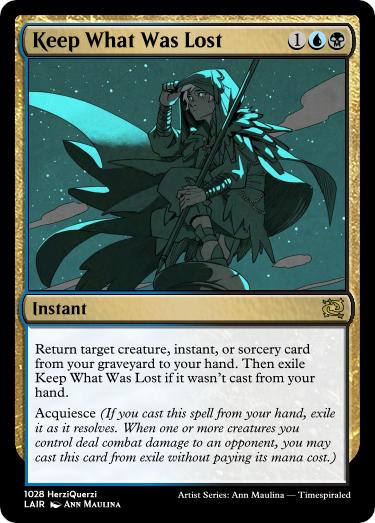 Keep What Was Lost 1
Instant
Return target creature, instant, or sorcery card
from your graveyard to your hand. Then exile
Keep What Was Lost if it wasn't cast from your
hand.
Acquiesce (If you cast this spell from your hand, exile
it as it resolves. When one or more creatures you
control deal combat damage to an opponent, you may
cast this card from exile without paying its mana cost.)
1028 HerziQuerzi
LAIR Ann Maulina
Artist Series: Ann Maulina — Timespiraled